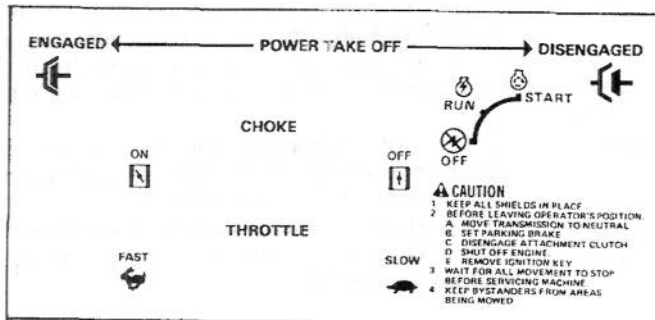 ENGAGED POWER TAKE OFF DISENGAGED
RUN START
OFF
CHOKE
ON OFF
THROTTLE
FAST SLOW
CAUTION
1 KEEP ALL SHIELDS IN PLACE
2 BEFORE LEAVING OPERATOR'S POSITION.
A. MOVE TRANSMISSION TO NEUTRAL
B. SET PARKING BRAKE
C. DISENGAGE ATTACHMENT CLUTCH
D. SHUT OFF ENGINE.
E. REMOVE IGNITION KEY
3 WAIT FOR ALL MOVEMENT TO STOP
BEFORE SERVICING MACHINE.
4 KEEP BYSTANDERS FROM AREAS
BEING MOWED